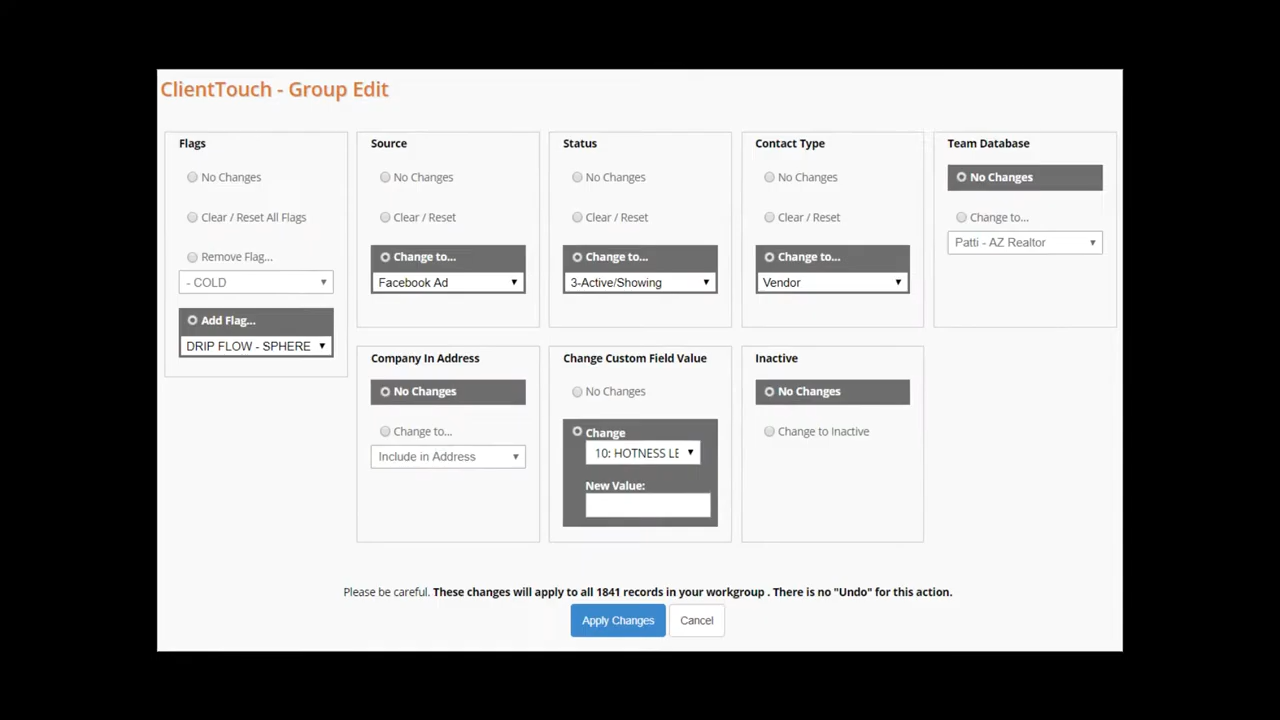 ClientTouch - Group Edit
Flags
No Changes
Clear / Reset All Flags
Remove Flag...
- COLD
Add Flag...
DRIP FLOW - SPHERE
Source
No Changes
Clear / Reset
Change to...
Facebook Ad
Status
No Changes
Clear / Reset
Change to...
3-Active/Showing
Contact Type
No Changes
Clear / Reset
Change to...
Vendor
Team Database
No Changes
Change to...
Patti - AZ Realtor
Company In Address
No Changes
Change to...
Include in Address
Change Custom Field Value
No Changes
Change
10: HOTNESS LE
New Value:
Inactive
No Changes
Change to Inactive
Please be careful. These changes will apply to all 1841 records in your workgroup . There is no "Undo" for this action.
Apply Changes
Cancel